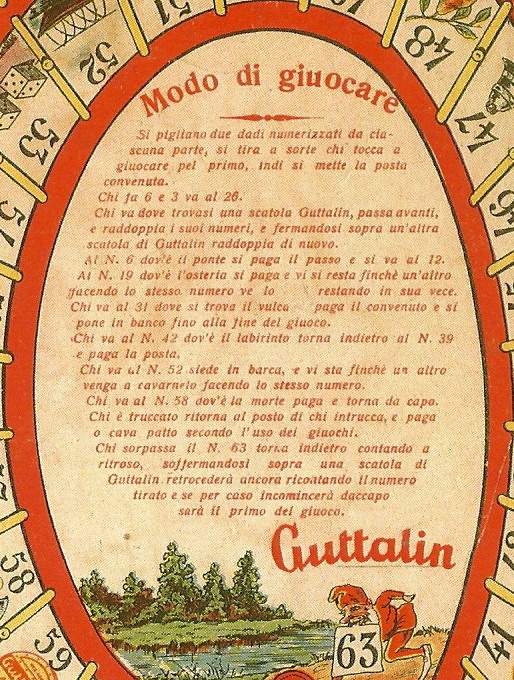 Modo di giuocare
Si pigliano due dadi numerizzati da cia-
scuna parte, si tira a sorte chi tocca a
giuocare pel primo, indi si mette la posta
convenuta.
Chi fa 6 e 3 va al 26.
Chi va dove trovasi una scatola Guttalin, passa avanti,
e raddoppia i suoi numeri, e fermandosi sopra un'altra
scatola di Guttalin raddoppia di nuovo.
Al N. 6 dov'è il ponte si paga il passo e si va al 12.
Al N. 19 dov'è l'osteria si paga e vi si resta finchè un'altro
facendo lo stesso numero ve lo restando in sua vece.
Chi va al 31 dove si trova il vulca paga il convenuto e si
pone in banco fino alla fine del giuoco.
Chi va al N. 42 dov'è il labirinto torna indietro al N. 39
e paga la posta.
Chi va al N. 52 siede in barca, e vi sta finchè un altro
venga a cavarnelo facendo lo stesso numero.
Chi va al N. 58 dov'è la morte paga e torna da capo.
Chi è truccato ritorna al posto di chi intrucca, e paga
o cava patto secondo l'uso dei giuochi.
Chi sorpassa il N. 63 torna indietro contando a
ritroso, soffermandosi sopra una scatola di
Guttalin retrocederà ancora ricontando il numero
tirato e se per caso incomincerà daccapo
sarà il primo del giuoco.
Guttalin
63
51
52
53
57
58
59
48
47
46
41